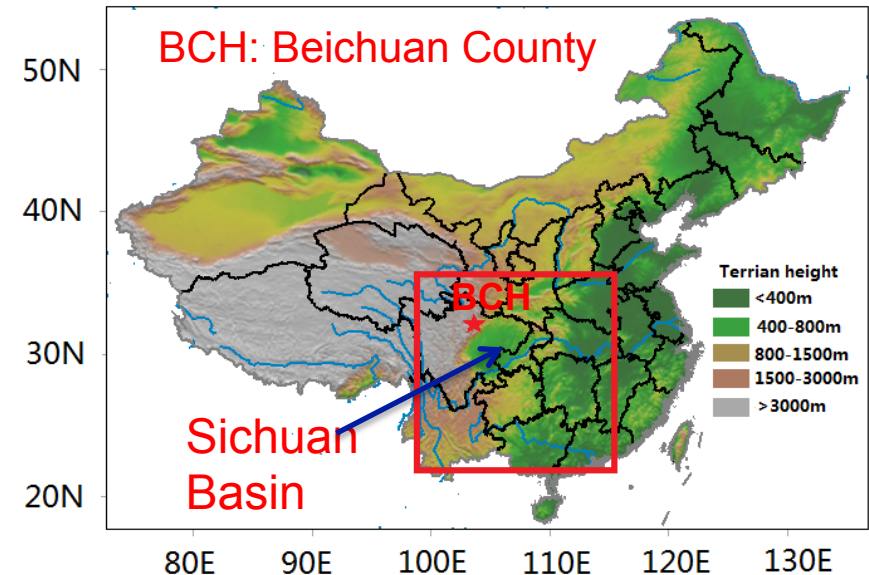 BCH: Beichuan County
50N
40N
30N
20N
BCH
Sichuan
Basin
Terrian height
<400m
400-800m
800-1500m
1500-3000m
>3000m
80E 90E 100E 110E 120E 130E